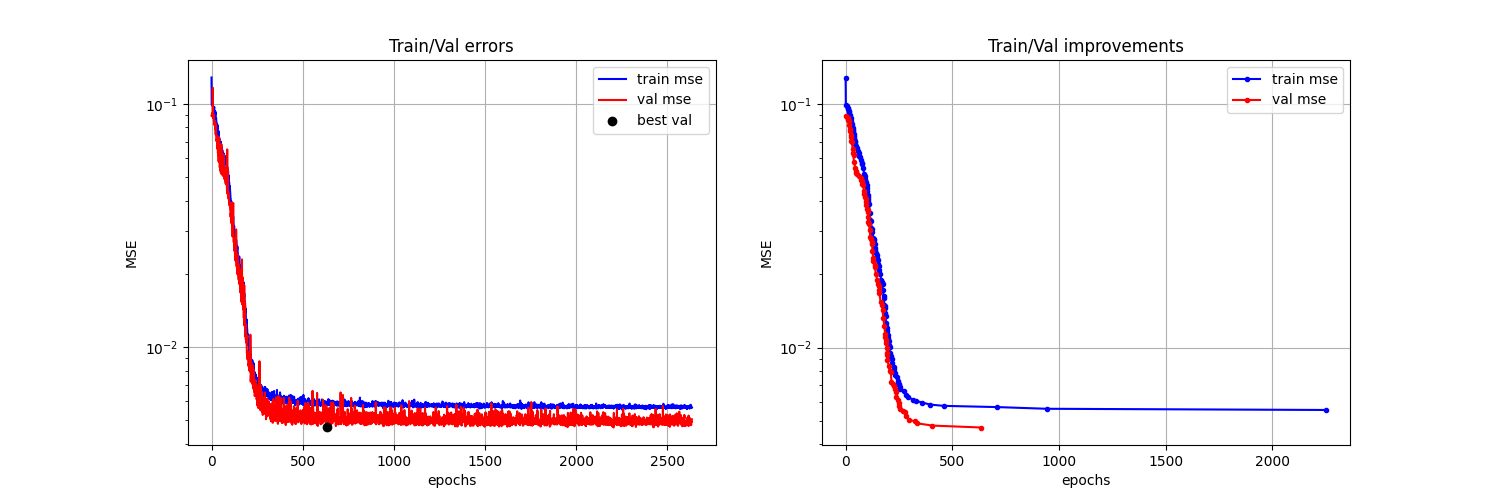 Train/Val errors
train mse
val mse
best val
10⁻¹
10⁻²
MSE
0 500 1000 1500 2000 2500
epochs
Train/Val improvements
train mse
val mse
10⁻¹
10⁻²
MSE
0 500 1000 1500 2000
epochs